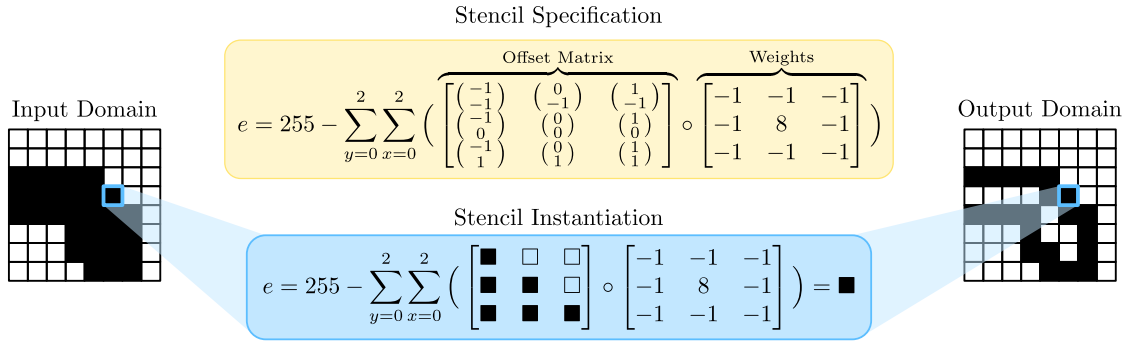 Stencil Specification
Offset Matrix Weights
e = 255 − ∑_{y=0}^{2} ∑_{x=0}^{2} ( [ (−1 −1) (0 −1) (1 −1) ; (−1 0) (0 0) (1 0) ; (−1 1) (0 1) (1 1) ] ∘ [ −1 −1 −1 ; −1 8 −1 ; −1 −1 −1 ] )
Input Domain
Output Domain
Stencil Instantiation
e = 255 − ∑_{y=0}^{2} ∑_{x=0}^{2} ( [ ■ □ □ ; ■ ■ □ ; ■ ■ ■ ] ∘ [ −1 −1 −1 ; −1 8 −1 ; −1 −1 −1 ] ) = ■